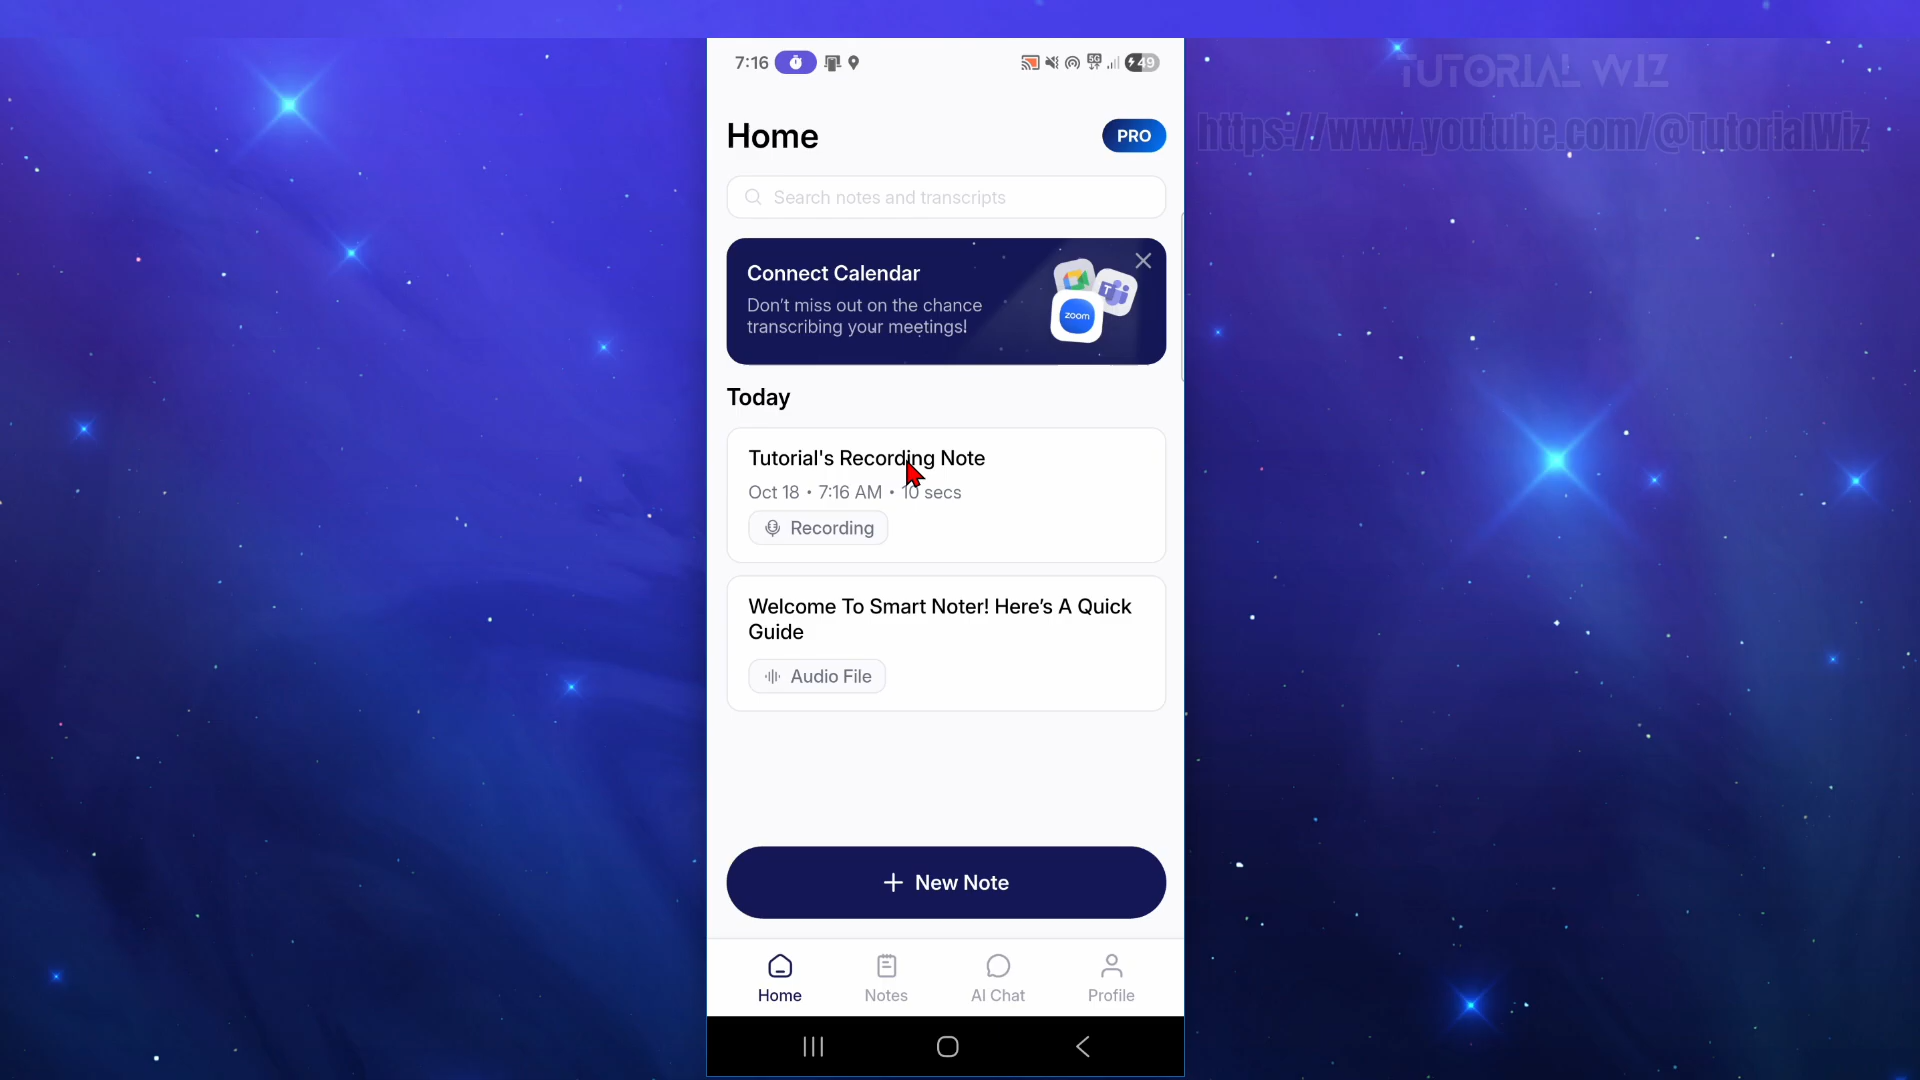 TUTORIAL WIZ
https://www.youtube.com/@TutorialWiz
7:16
5G
49
Home
PRO
Search notes and transcripts
Connect Calendar
Don't miss out on the chance
transcribing your meetings!
T
zoom
Today
Tutorial's Recording Note
Oct 18 • 7:16 AM • 10 secs
Recording
Welcome To Smart Noter! Here's A Quick
Guide
Audio File
+ New Note
Home
Notes
AI Chat
Profile